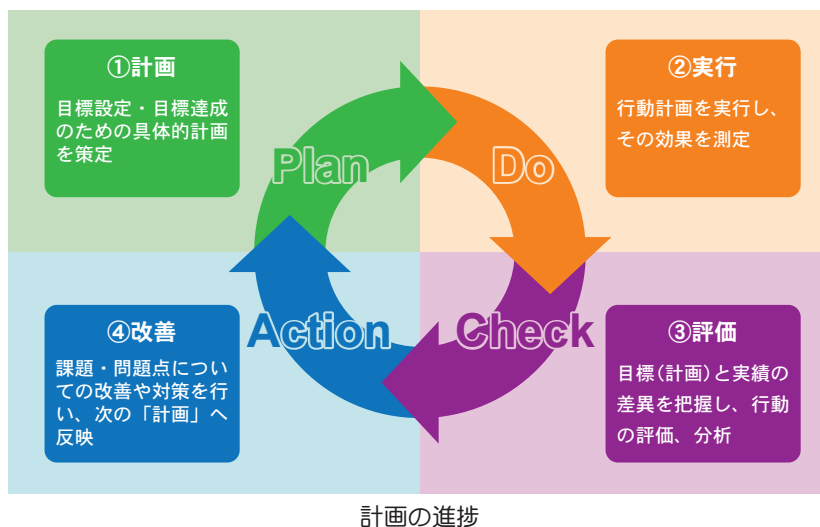 ①計画
目標設定・目標達成
のための具体的計画
を策定
Plan
②実行
行動計画を実行し、
その効果を測定
Do
③評価
目標(計画)と実績の
差異を把握し、行動
の評価、分析
Check
④改善
課題・問題点につい
ての改善や対策を行
い、次の「計画」へ
反映
Action
計画の進捗